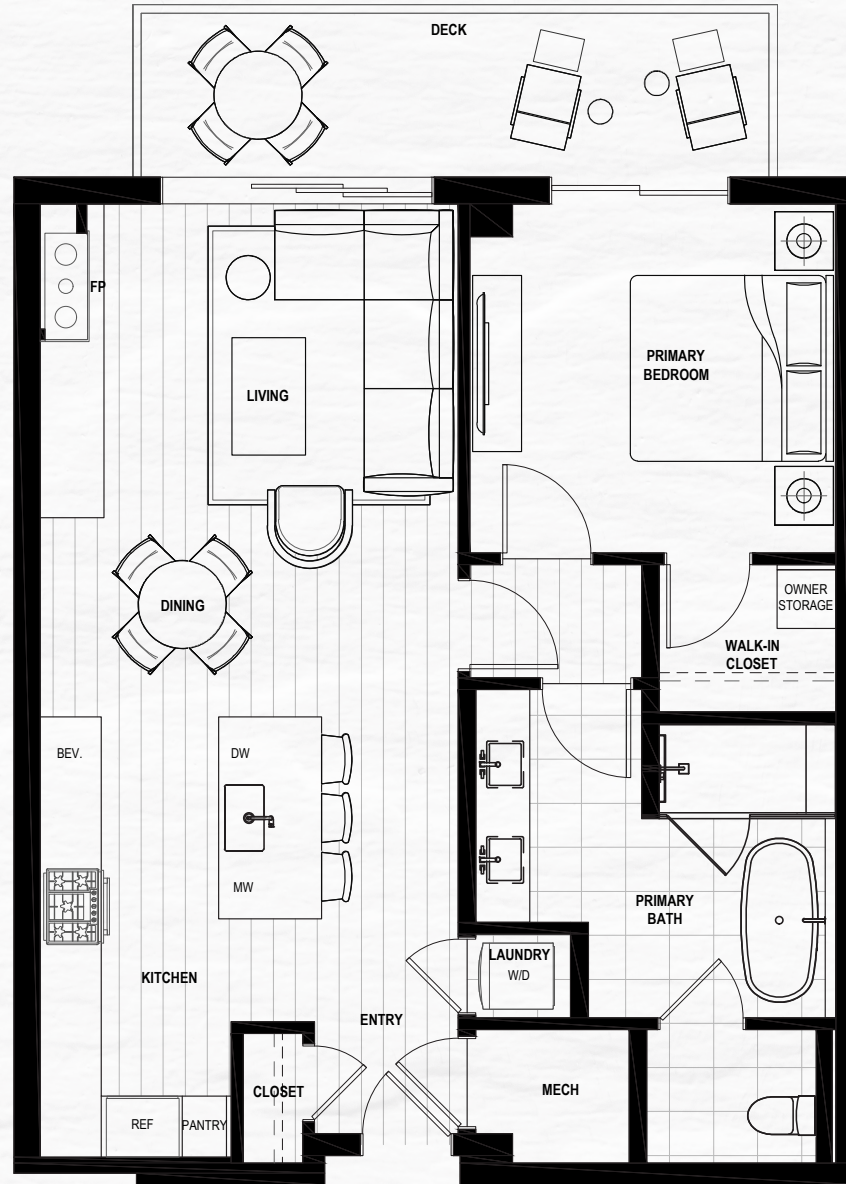 DECK
FP
LIVING
PRIMARY
BEDROOM
DINING
OWNER
STORAGE
WALK-IN
CLOSET
BEV.
DW
MW
PRIMARY
BATH
KITCHEN
LAUNDRY
W/D
ENTRY
CLOSET
MECH
REF
PANTRY